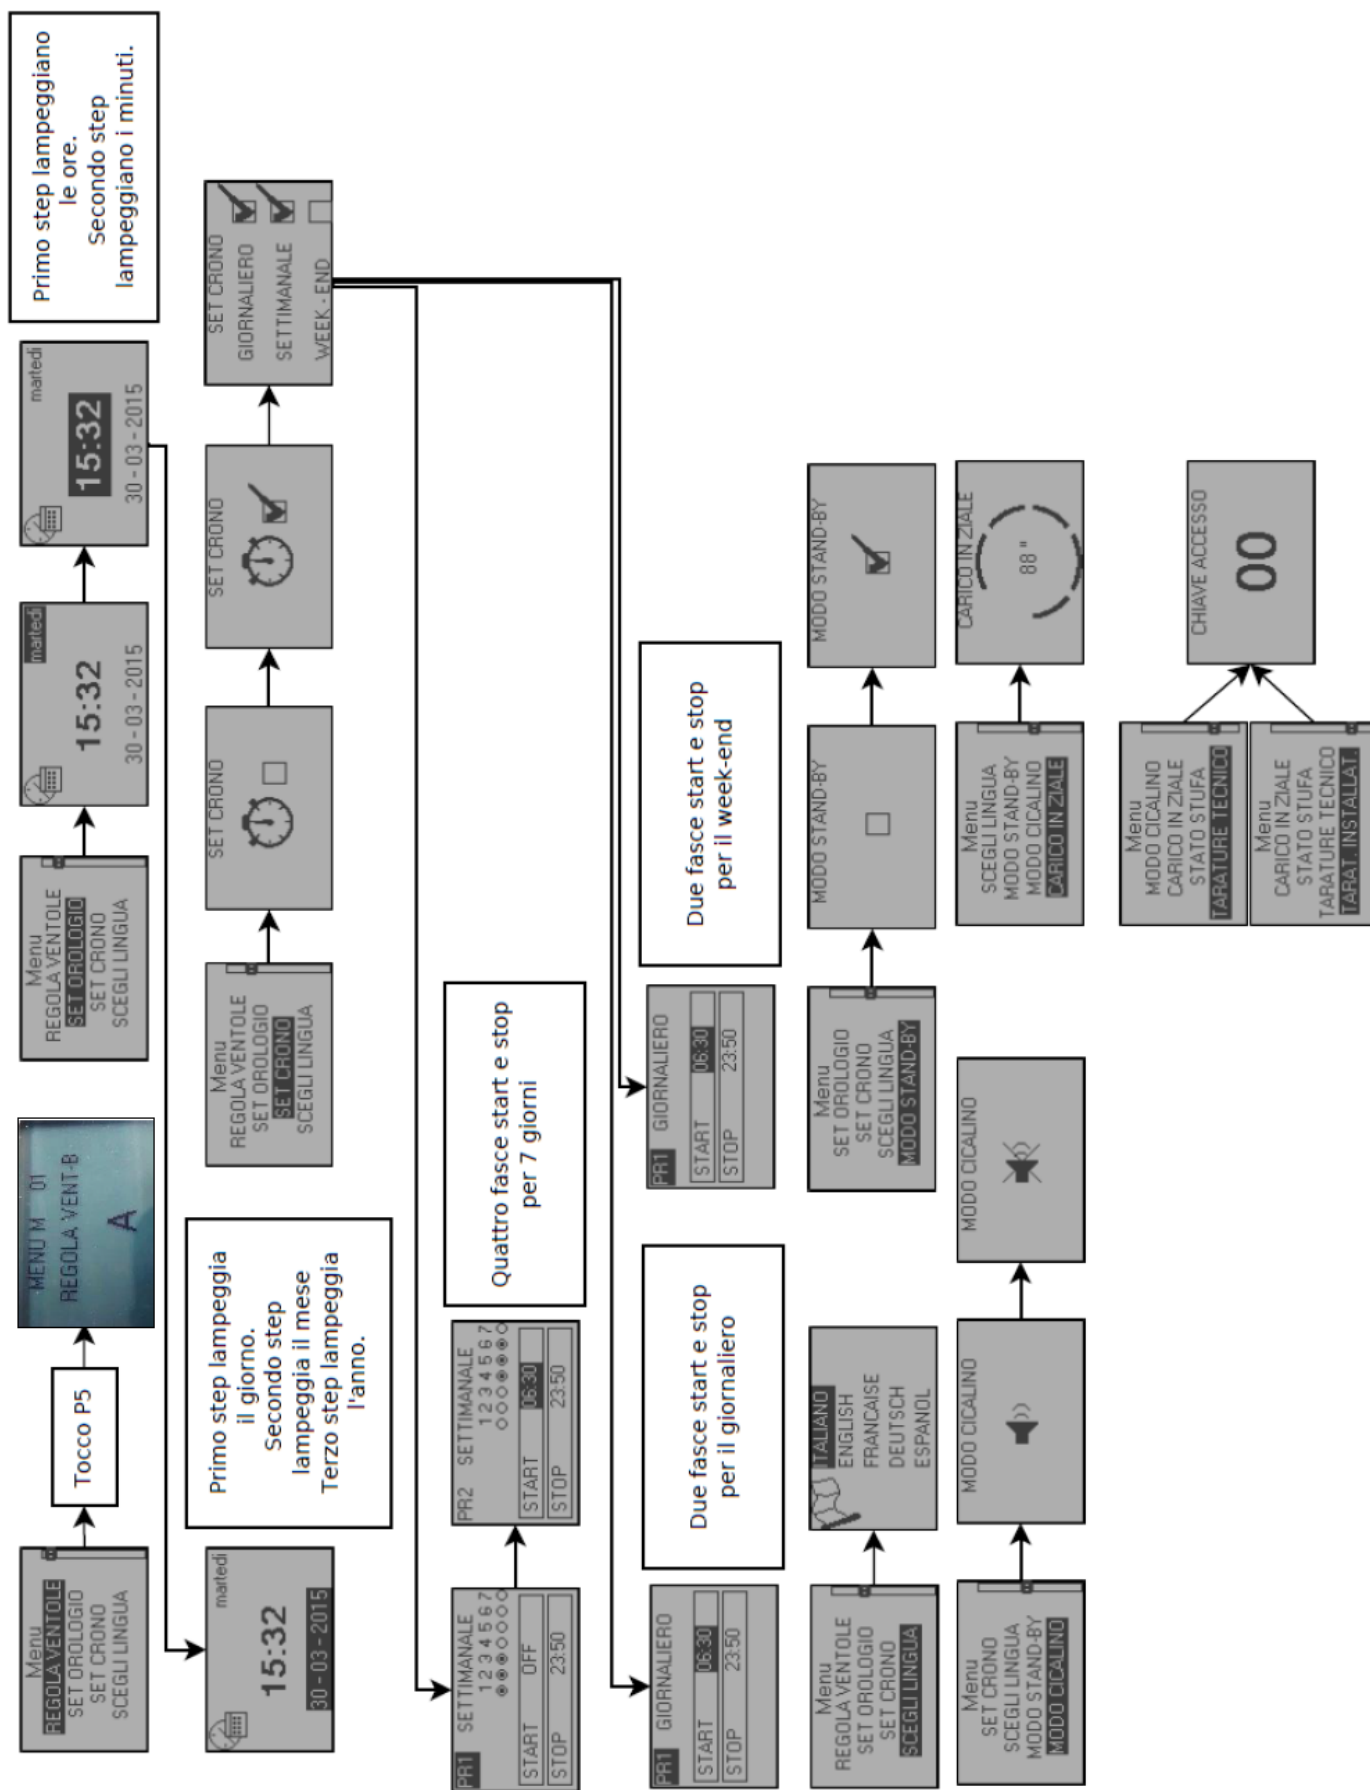 Menu
REGOLA VENTOLE
SET OROLOGIO
SET CRONO
SCEGLI LINGUA
Tocco P5
MENU M 01
REGOLA VENT-B
A
Menu
REGOLA VENTOLE
SET OROLOGIO
SET CRONO
SCEGLI LINGUA
martedi
15:32
30 - 03 - 2015
martedi
15:32
30 - 03 - 2015
Primo step lampeggiano
le ore.
Secondo step
lampeggiano i minuti.
martedi
15:32
30 - 03 - 2015
Primo step lampeggia
il giorno.
Secondo step
lampeggia il mese
Terzo step lampeggia
l'anno.
Menu
REGOLA VENTOLE
SET OROLOGIO
SET CRONO
SCEGLI LINGUA
SET CRONO
SET CRONO
SET CRONO
GIORNALIERO
SETTIMANALE
WEEK - END
PR1 SETTIMANALE
1 2 3 4 5 6 7
START OFF
STOP 23:50
PR2 SETTIMANALE
1 2 3 4 5 6 7
START 06:30
STOP 23:50
Quattro fasce start e stop
per 7 giorni
PR1 GIORNALIERO
START 06:30
STOP 23:50
Due fasce start e stop
per il giornaliero
PR1 GIORNALIERO
START 06:30
STOP 23:50
Due fasce start e stop
per il week-end
Menu
REGOLA VENTOLE
SET OROLOGIO
SET CRONO
SCEGLI LINGUA
ITALIANO
ENGLISH
FRANCAISE
DEUTSCH
ESPANOL
Menu
SET OROLOGIO
SET CRONO
SCEGLI LINGUA
MODO STAND-BY
MODO STAND-BY
MODO STAND-BY
Menu
SET CRONO
SCEGLI LINGUA
MODO STAND-BY
MODO CICALINO
MODO CICALINO
MODO CICALINO
Menu
SCEGLI LINGUA
MODO STAND-BY
MODO CICALINO
CARICO IN ZIALE
CARICO IN ZIALE
88 "
Menu
MODO CICALINO
CARICO IN ZIALE
STATO STUFA
TARATURE TECNICO
Menu
CARICO IN ZIALE
STATO STUFA
TARATURE TECNICO
TARAT. INSTALLAT.
CHIAVE ACCESSO
00